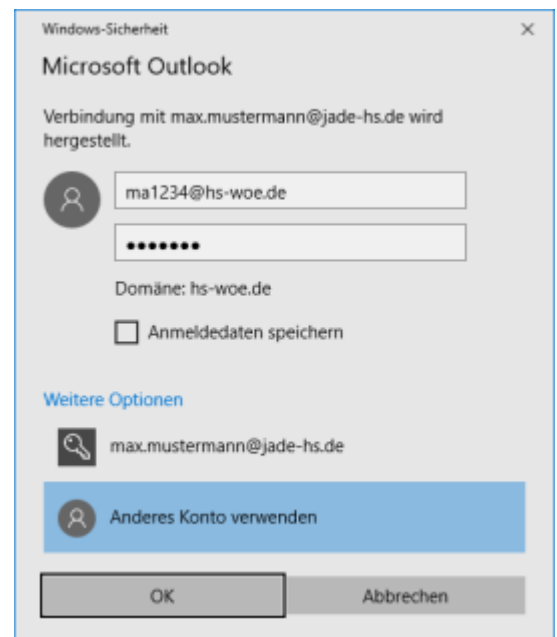 Windows-Sicherheit
Microsoft Outlook
Verbindung mit max.mustermann@jade-hs.de wird
hergestellt.
ma1234@hs-woe.de
•••••••
Domäne: hs-woe.de
Anmeldedaten speichern
Weitere Optionen
max.mustermann@jade-hs.de
Anderes Konto verwenden
OK
Abbrechen